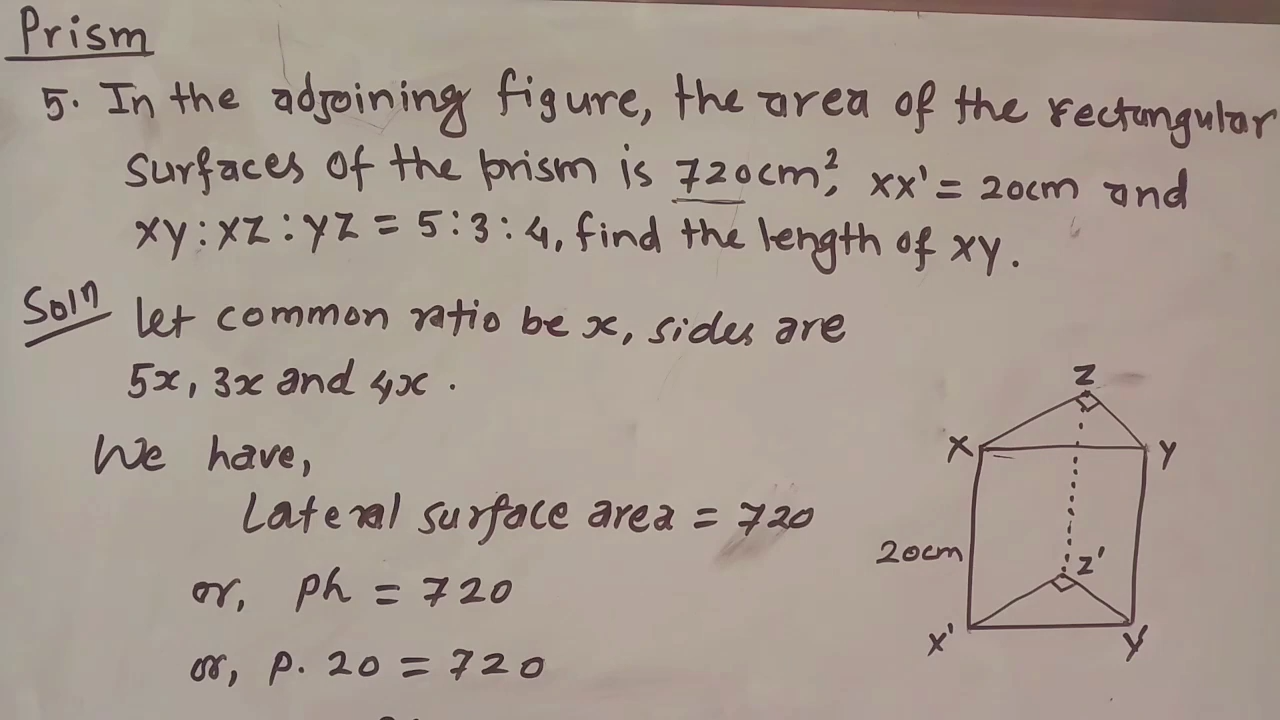 Prism
5. In the adjoining figure, the area of the rectangular
surfaces of the prism is 720cm², xx' = 20cm and
xy : xz : yz = 5 : 3 : 4, find the length of xy.
Solⁿ let common ratio be x, sides are
5x, 3x and 4x .
We have,
Lateral surface area = 720
or, ph = 720
or, p. 20 = 720
z
x
y
20cm
z'
x'
y